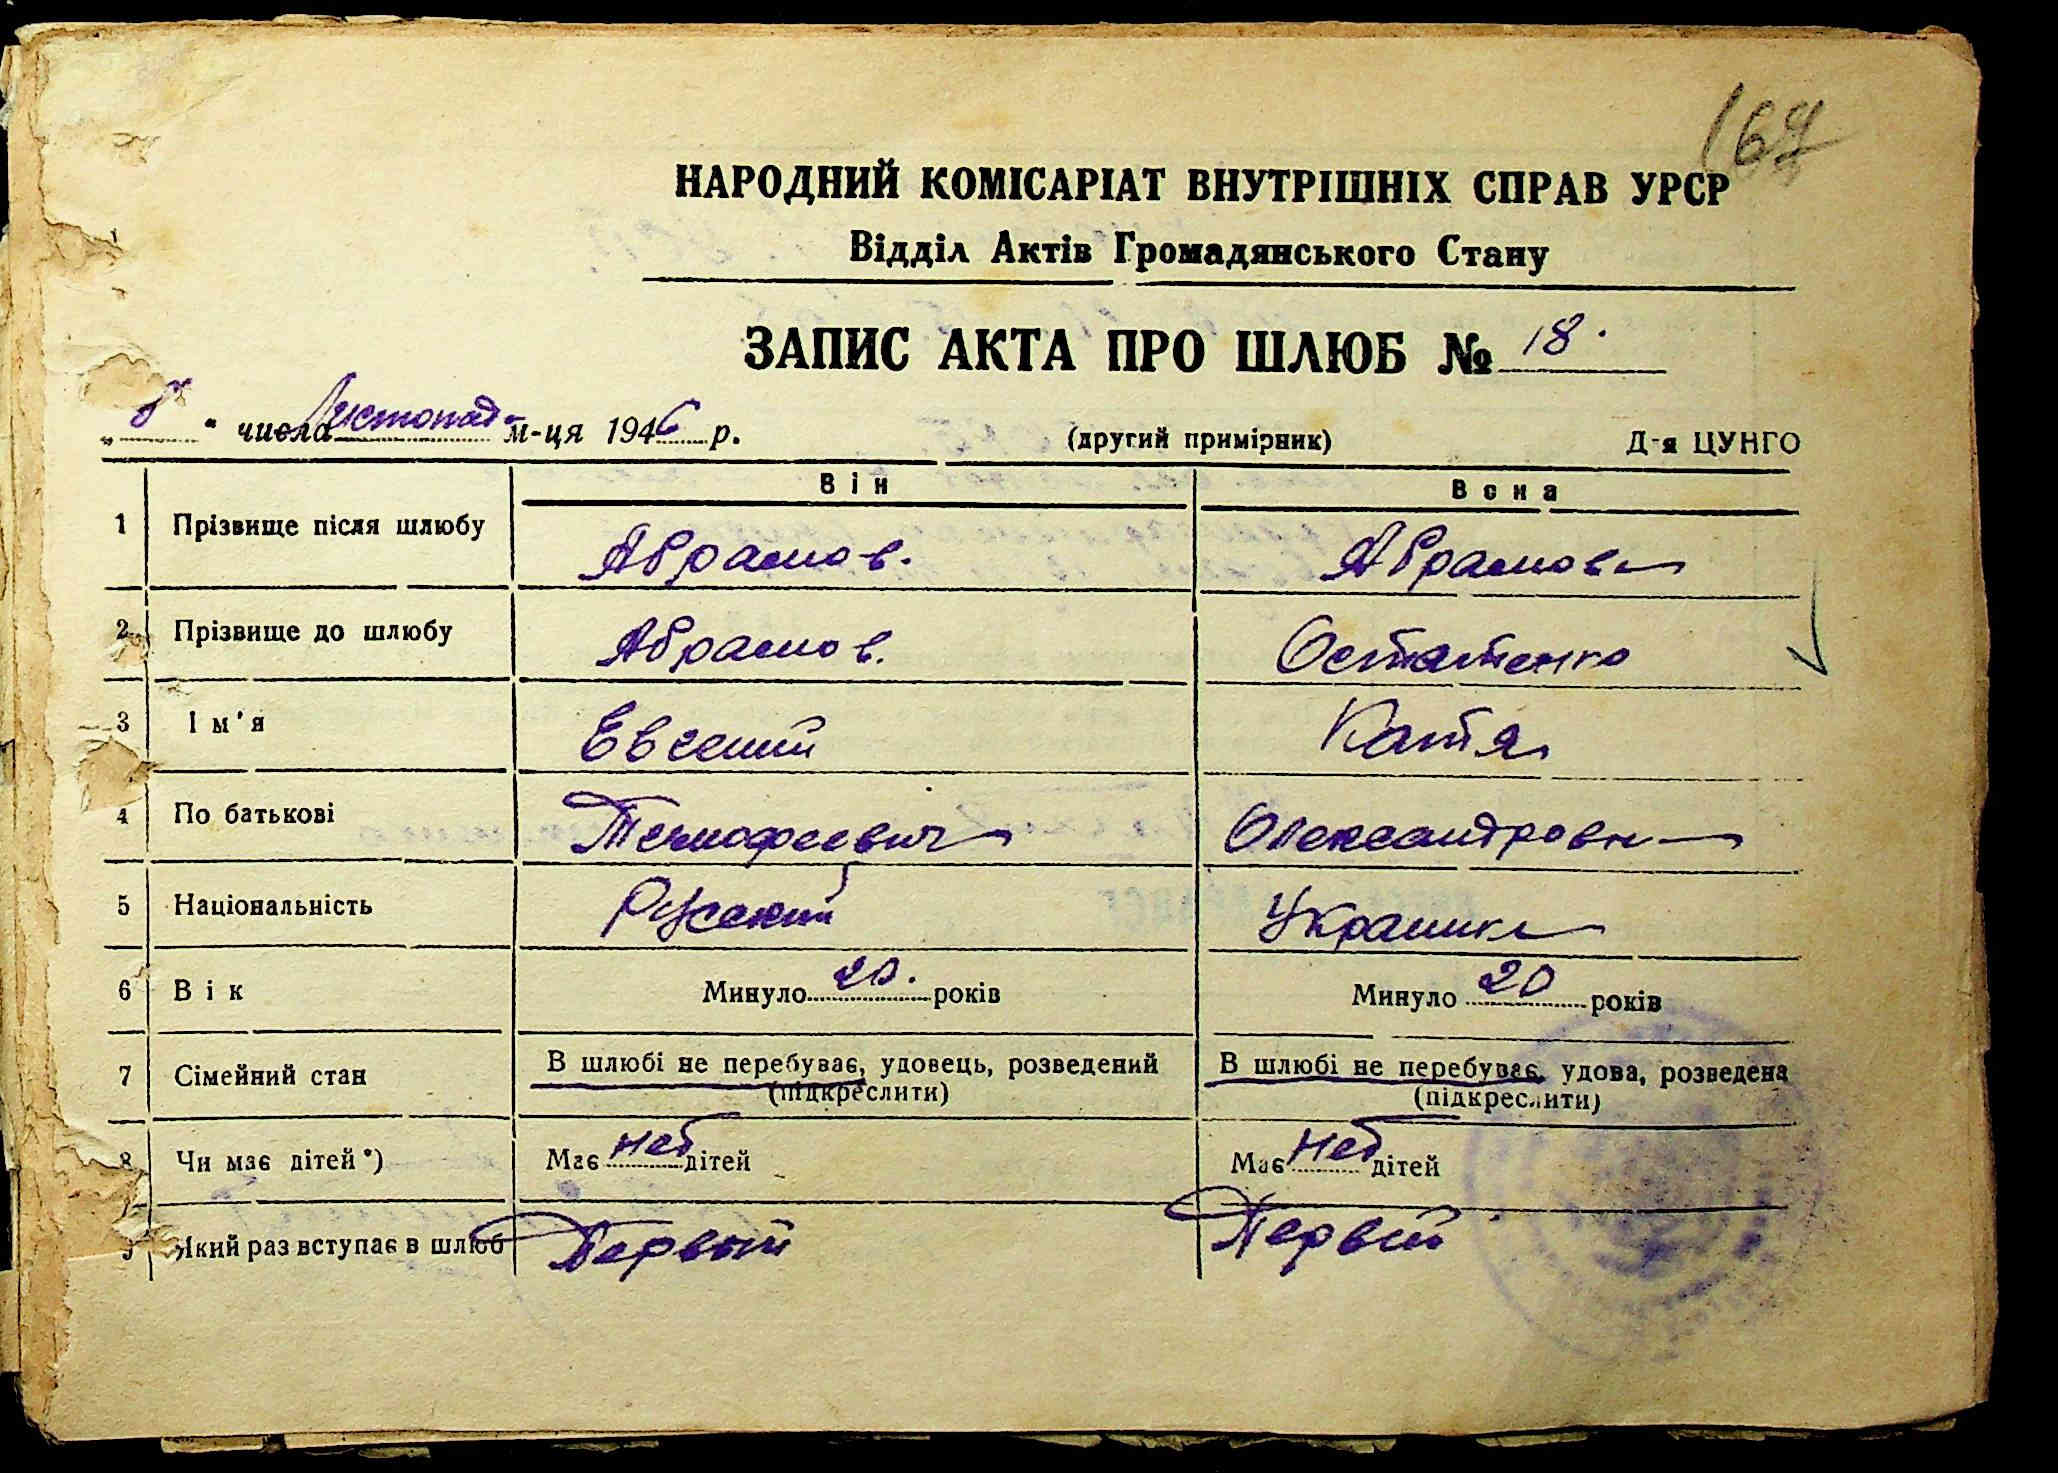 167
НАРОДНИЙ КОМІСАРІАТ ВНУТРІШНІХ СПРАВ УРСР
Відділ Актів Громадянського Стану
ЗАПИС АКТА ПРО ШЛЮБ № 18.
„ 8 “ числа Листопада м-ця 1946 р. (другий примірник) Д-я ЦУНГО
Він Вона
1 Прізвище після шлюбу Абрамов. Абрамова
2 Прізвище до шлюбу Абрамов. Остатенко
3 Ім'я Евгений Катя
4 По батькові Тимофеевич Олександровна
5 Національність Русский Украинка
6 Вік Минуло 20. років Минуло 20 років
7 Сімейний стан В шлюбі не перебуває, удовець, розведений В шлюбі не перебуває, удова, розведена
(підкреслити) (підкреслити)
8 Чи має дітей*) Має нет дітей Має нет дітей
9 Який раз вступає в шлюб Первый Первый